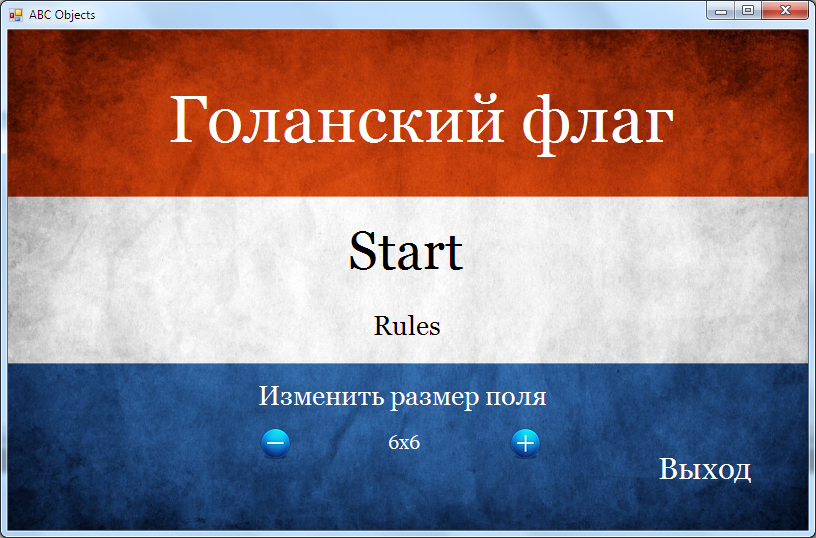 ABC Objects
Голанский флаг
Start
Rules
Изменить размер поля
6x6
Выход